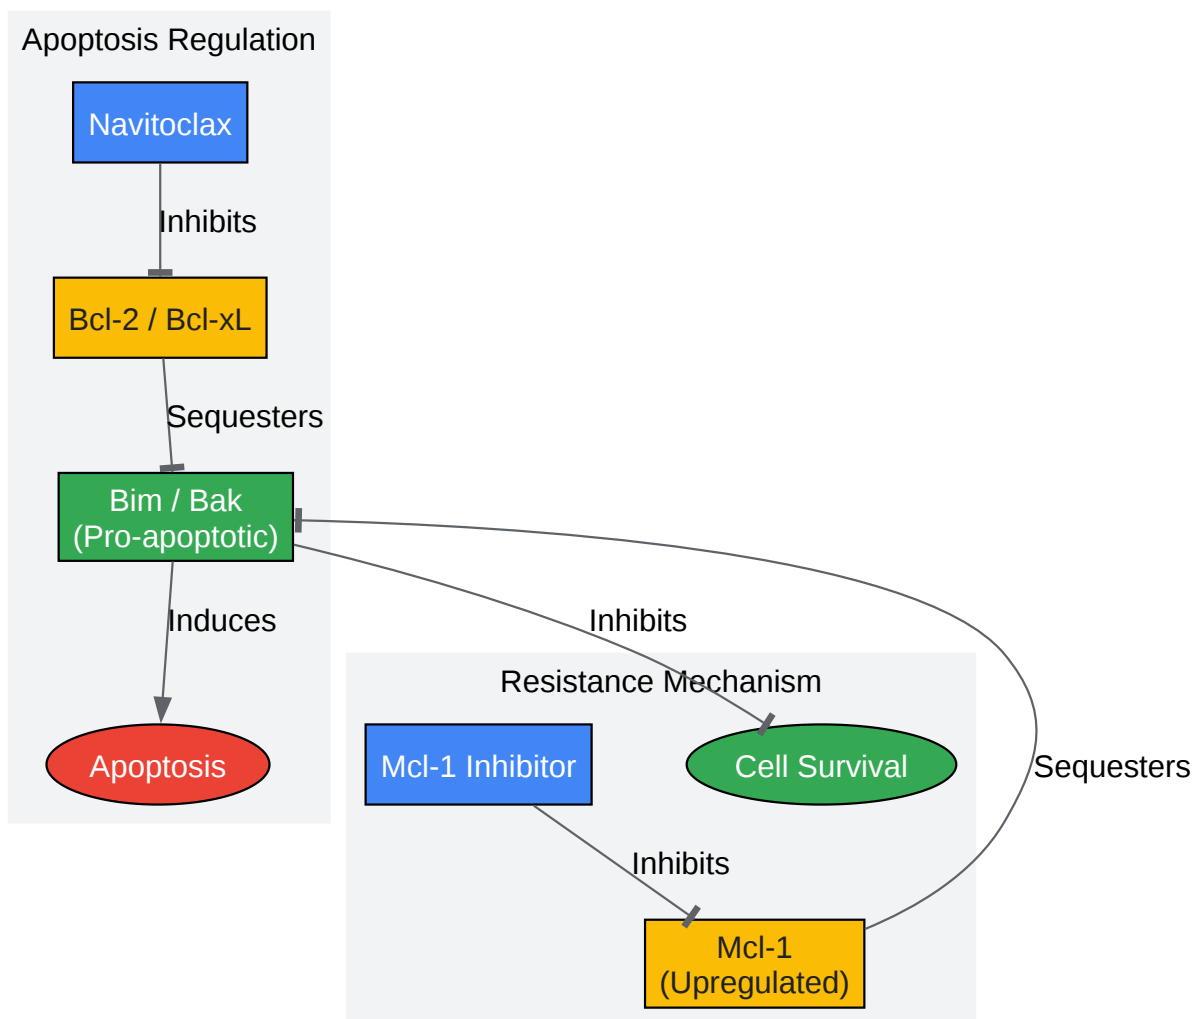 Apoptosis Regulation
Navitoclax
Inhibits
Bcl-2 / Bcl-xL
Sequesters
Bim / Bak
(Pro-apoptotic)
Induces
Inhibits
Apoptosis
Resistance Mechanism
Mcl-1 Inhibitor
Cell Survival
Sequesters
Inhibits
Mcl-1
(Upregulated)